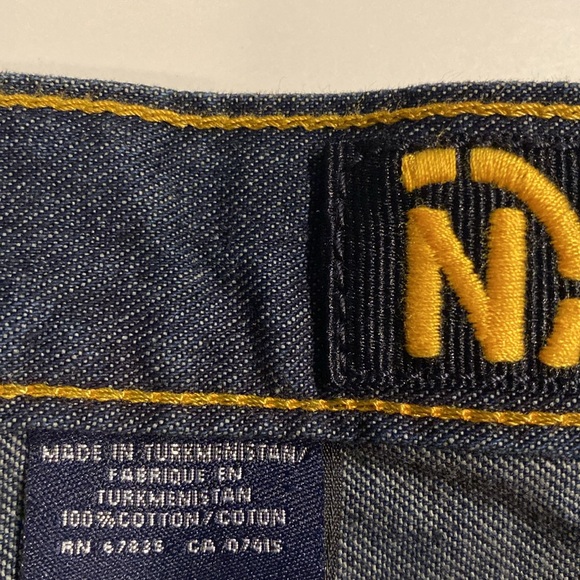 N
MADE IN TURKMENISTAN/
FABRIQUE EN
TURKMENISTAN
100% COTTON/COTON
RN 67835 CA 07415